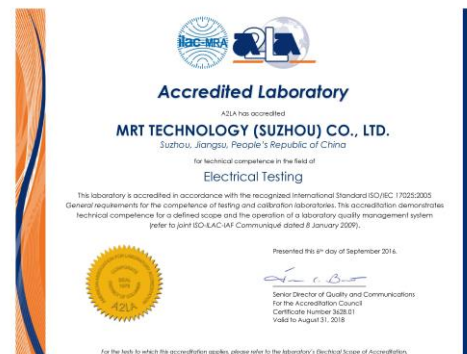 ilac-MRA
A2LA
Accredited Laboratory
A2LA has accredited
MRT TECHNOLOGY (SUZHOU) CO., LTD.
Suzhou, Jiangsu, People's Republic of China
for technical competence in the field of
Electrical Testing
This laboratory is accredited in accordance with the recognized International Standard ISO/IEC 17025:2005
General requirements for the competence of testing and calibration laboratories. This accreditation demonstrates
technical competence for a defined scope and the operation of a laboratory quality management system
(refer to joint ISO-ILAC-IAF Communiqué dated 8 January 2009).
Presented this 6th day of September 2016.
Senior Director of Quality and Communications
For the Accreditation Council
Certificate Number 3628.01
Valid to August 31, 2018
SEAL
1978
A2LA
For the tests to which this accreditation applies, please refer to the laboratory's Electrical Scope of Accreditation.